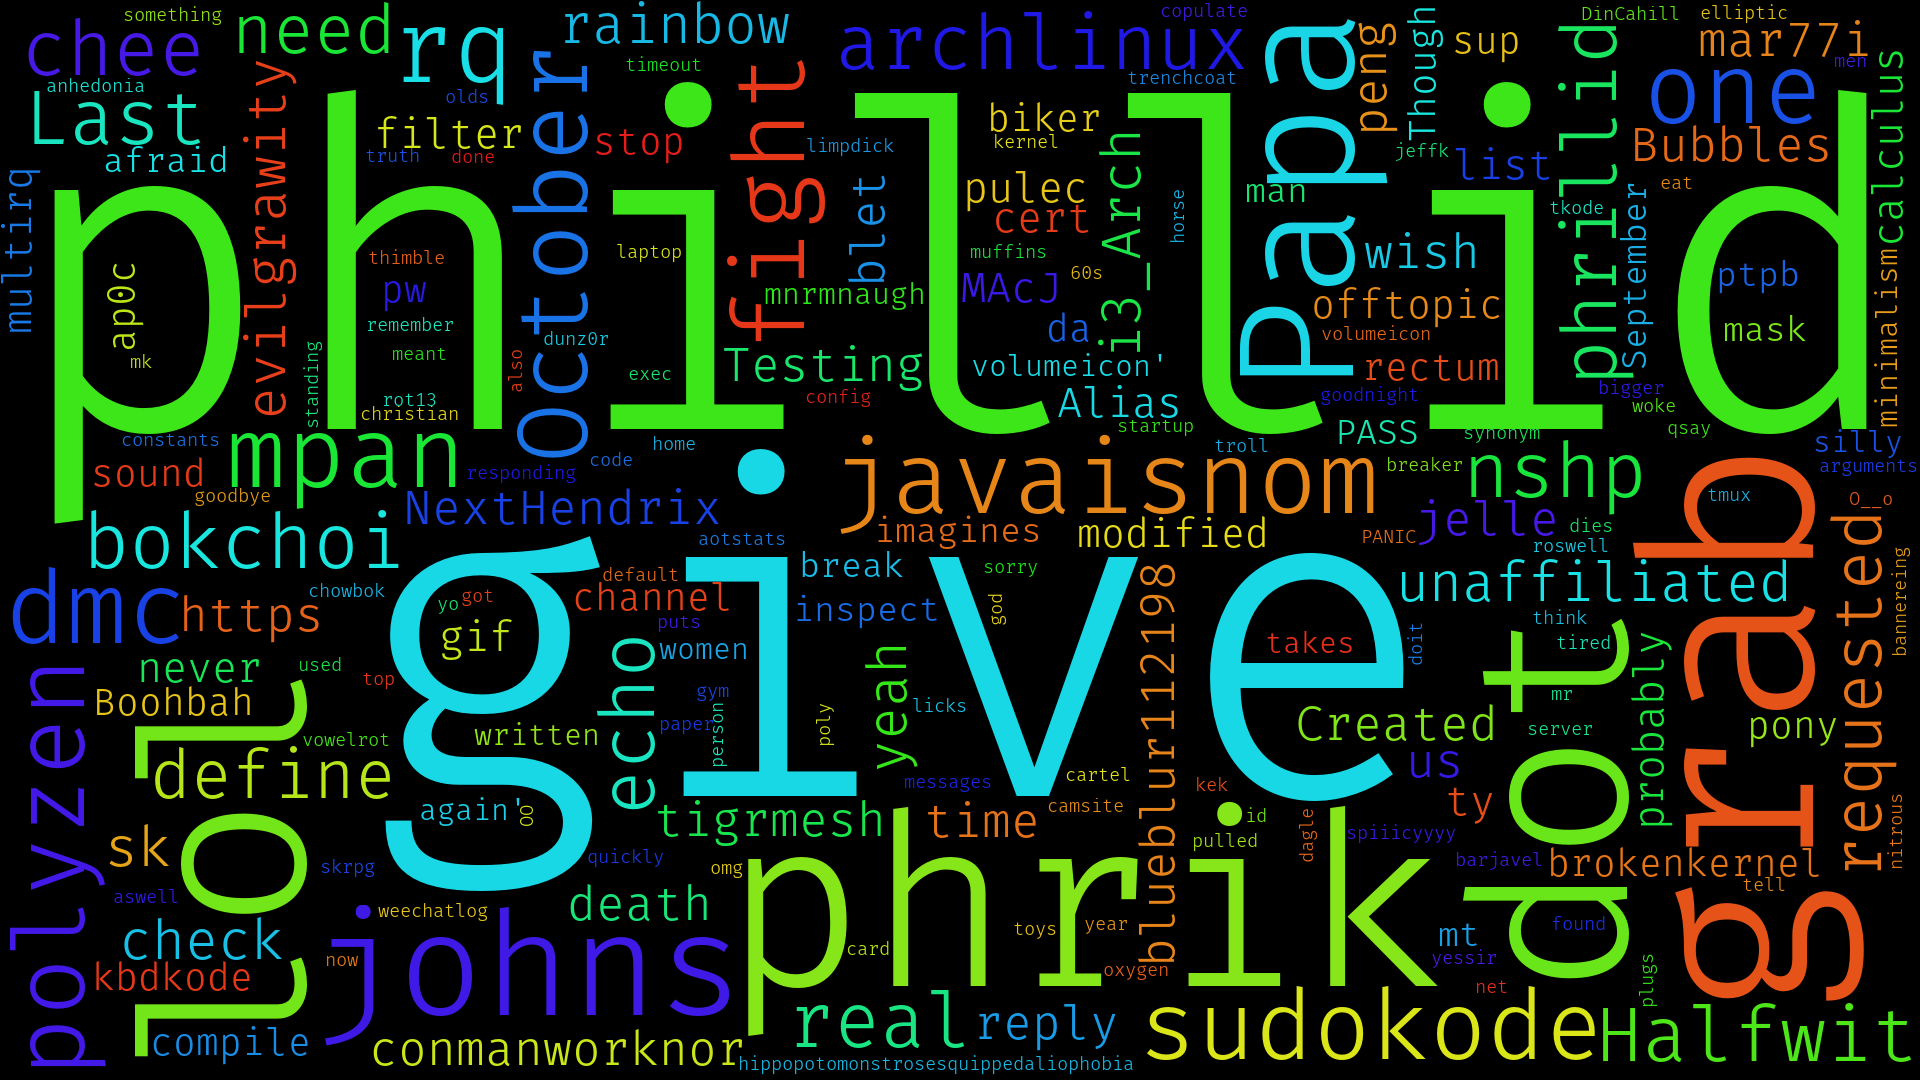 something
chee
need
rq
rainbow
archlinux
copulate
Papa
peng
Though
sup
DinCahill
elliptic
mar77i
men
anhedonia
olds
timeout
trenchcoat
one
Last
filter
October
stop
fight
biker
kernel
limpdick
i3_Arch
phrillid
Bubbles
calculus
afraid
truth
done
jeffk
list
eat
multirq
phillid
evilgrawity
blet
pulec
cert
man
horse
tkode
September
thimble
laptop
muffins
wish
ptpb
ap0c
pw
mnrmnaugh
MAcJ
60s
offtopic
minimalism
mk
remember
meant
dunz0r
da
volumeicon
mask
standing
also
exec
Testing
volumeicon'
rectum
bigger
rot13
christian
config
Alias
goodnight
woke
constants
mpan
home
startup
troll
PASS
synonym
qsay
silly
sound
responding
code
javaisnom
breaker
nshp
arguments
goodbye
NextHendrix
grab
tmux
O__o
bokchoi
aotstats
imagines
modified
PANIC
jelle
dies
requested
roswell
give
break
sorry
blueblur112198
unaffiliated
bannereing
dmc
https
chowbok
default
channel
yo
got
inspect
god
think
gif
puts
women
takes
doit
tired
dot
probably
polyzen
never
used
top
echo
yeah
Boohbah
gym
licks
mr
lol
vowelrot
written
paper
person
poly
Created
server
pony
define
messages
cartel
us
again'
oo
kek
ty
sk
tigrmesh
time
camsite
id
dagle
spiiicyyyy
nitrous
skrpg
quickly
omg
phrik
pulled
barjavel
brokenkernel
aswell
weechatlog
death
tell
check
johns
card
toys
year
mt
found
kbdkode
now
oxygen
yessir
plugs
net
compile
conmanworknor
real
reply
sudokode
Halfwit
hippopotomonstrosesquippedaliophobia